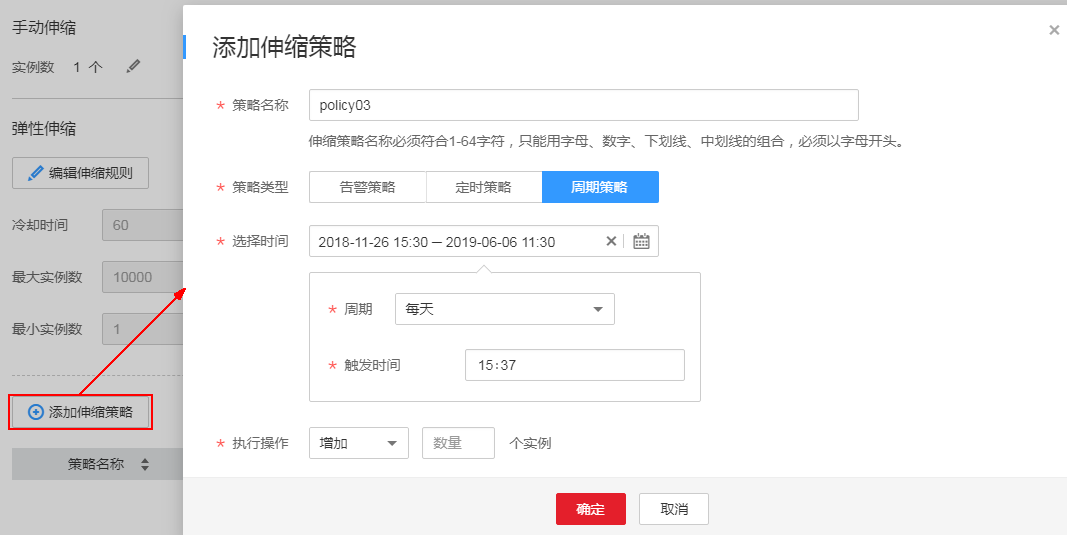 手动伸缩
实例数 1 个
弹性伸缩
编辑伸缩规则
冷却时间 60
最大实例数 10000
最小实例数 1
添加伸缩策略
策略名称
添加伸缩策略
* 策略名称 policy03
伸缩策略名称必须符合1-64字符，只能用字母、数字、下划线、中划线的组合，必须以字母开头。
* 策略类型 告警策略 定时策略 周期策略
* 选择时间 2018-11-26 15:30 ─ 2019-06-06 11:30
* 周期 每天
* 触发时间 15:37
* 执行操作 增加 数量 个实例
确定 取消